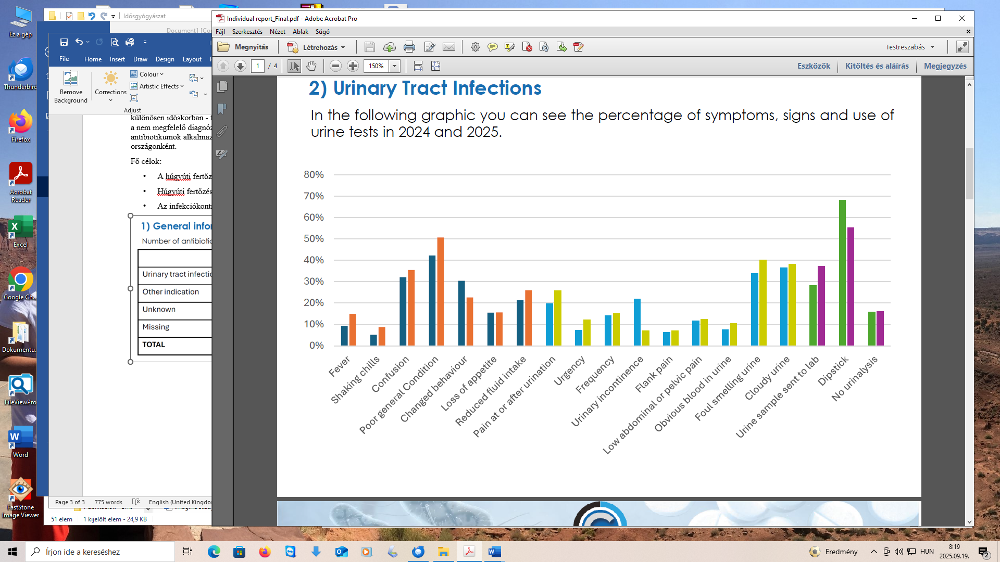 Ez a gép
Thunderbird
Firefox
Acrobat
Reader
Excel
Google Ch...
Dokumentu...
FileViewPro
Word
FastStone
Image Viewer
Idősgyógyászat
Document1 [Co
File
Home
Insert
Draw
Design
Layout
Remove
Background
Corrections
Colour
Artistic Effects
Adjust
különösen időskorban -
a nem megfelelő diagnóz
antibiotikumok alkalmaz
országonként.
Fő célok:
• A húgyúti fertőz
• Húgyúti fertőzés
• Az infekciókontr
1) General infor
Number of antibiotic
Urinary tract infectio
Other indication
Unknown
Missing
TOTAL
Page 3 of 3
775 words
English (United Kingdo
51 elem
1 kijelölt elem - 24,9 KB
Individual report_Final.pdf - Adobe Acrobat Pro
Fájl
Szerkesztés
Nézet
Ablak
Súgó
Megnyitás
Létrehozás
Testreszabás
1 / 4
150%
Eszközök
Kitöltés és aláírás
Megjegyzés
2) Urinary Tract Infections
In the following graphic you can see the percentage of symptoms, signs and use of
urine tests in 2024 and 2025.
80%
70%
60%
50%
40%
30%
20%
10%
0%
Fever
Shaking chills
Confusion
Poor general Condition
Changed behaviour
Loss of appetite
Reduced fluid intake
Pain at or after urination
Urgency
Frequency
Urinary incontinence
Flank pain
Low abdominal or pelvic pain
Obvious blood in urine
Foul smelling urine
Cloudy urine
Urine sample sent to lab
Dipstick
No urinalysis
Írjon ide a kereséshez
Eredmény
HUN
8:19
2025.09.19.
2